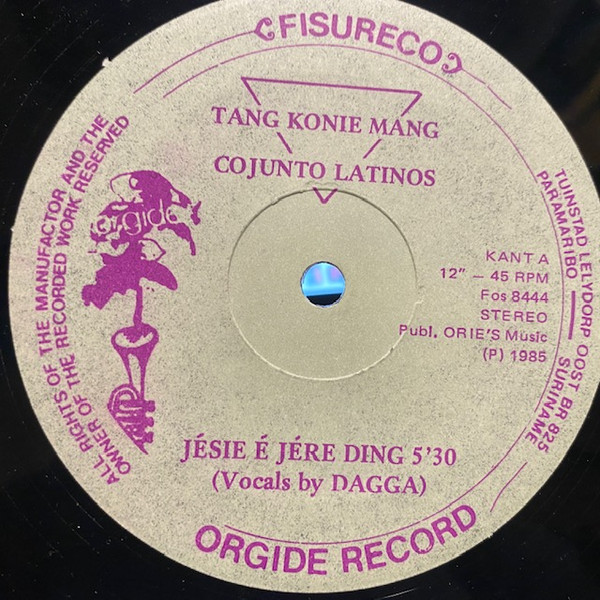 FISURECO
TANG KONIE MANG
COJUNTO LATINOS
orgide
KANT A
12" — 45 RPM
Fos 8444
STEREO
Publ. ORIE'S Music
(P) 1985
JÉSIE É JÉRE DING 5'30
(Vocals by DAGGA)
ORGIDE RECORD
ALL RIGHTS OF THE MANUFACTOR AND THE
OWNER OF THE RECORDED WORK RESERVED
TUINSTAD LELYDORP OOST BR 825
PARAMARIBO — SURINAME